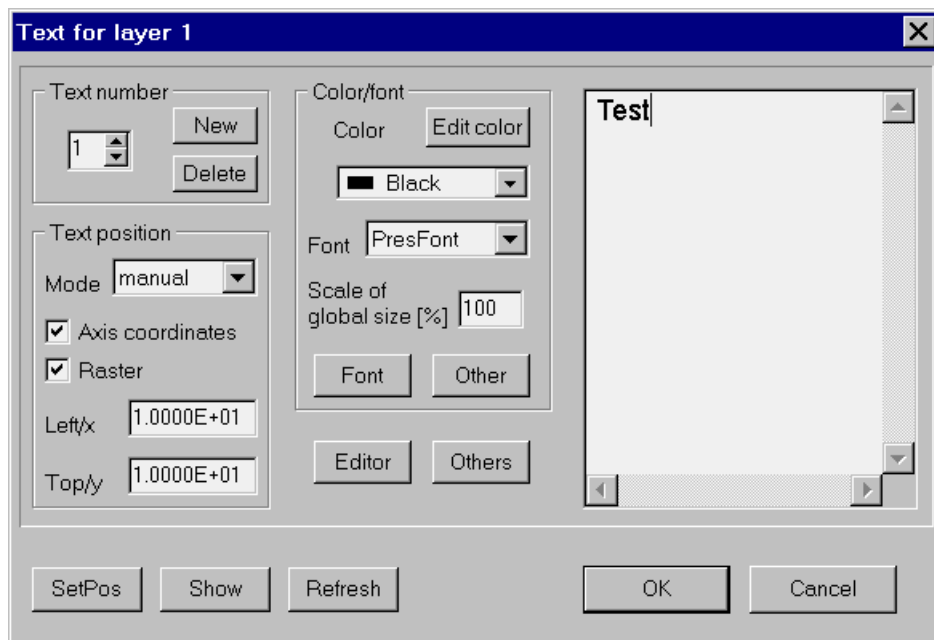 Text for layer 1
Text number
1
New
Delete
Text position
Mode manual
Axis coordinates
Raster
Left/x 1.0000E+01
Top/y 1.0000E+01
Color/font
Color Edit color
Black
Font PresFont
Scale of
global size [%] 100
Font Other
Editor Others
Test
SetPos Show Refresh OK Cancel